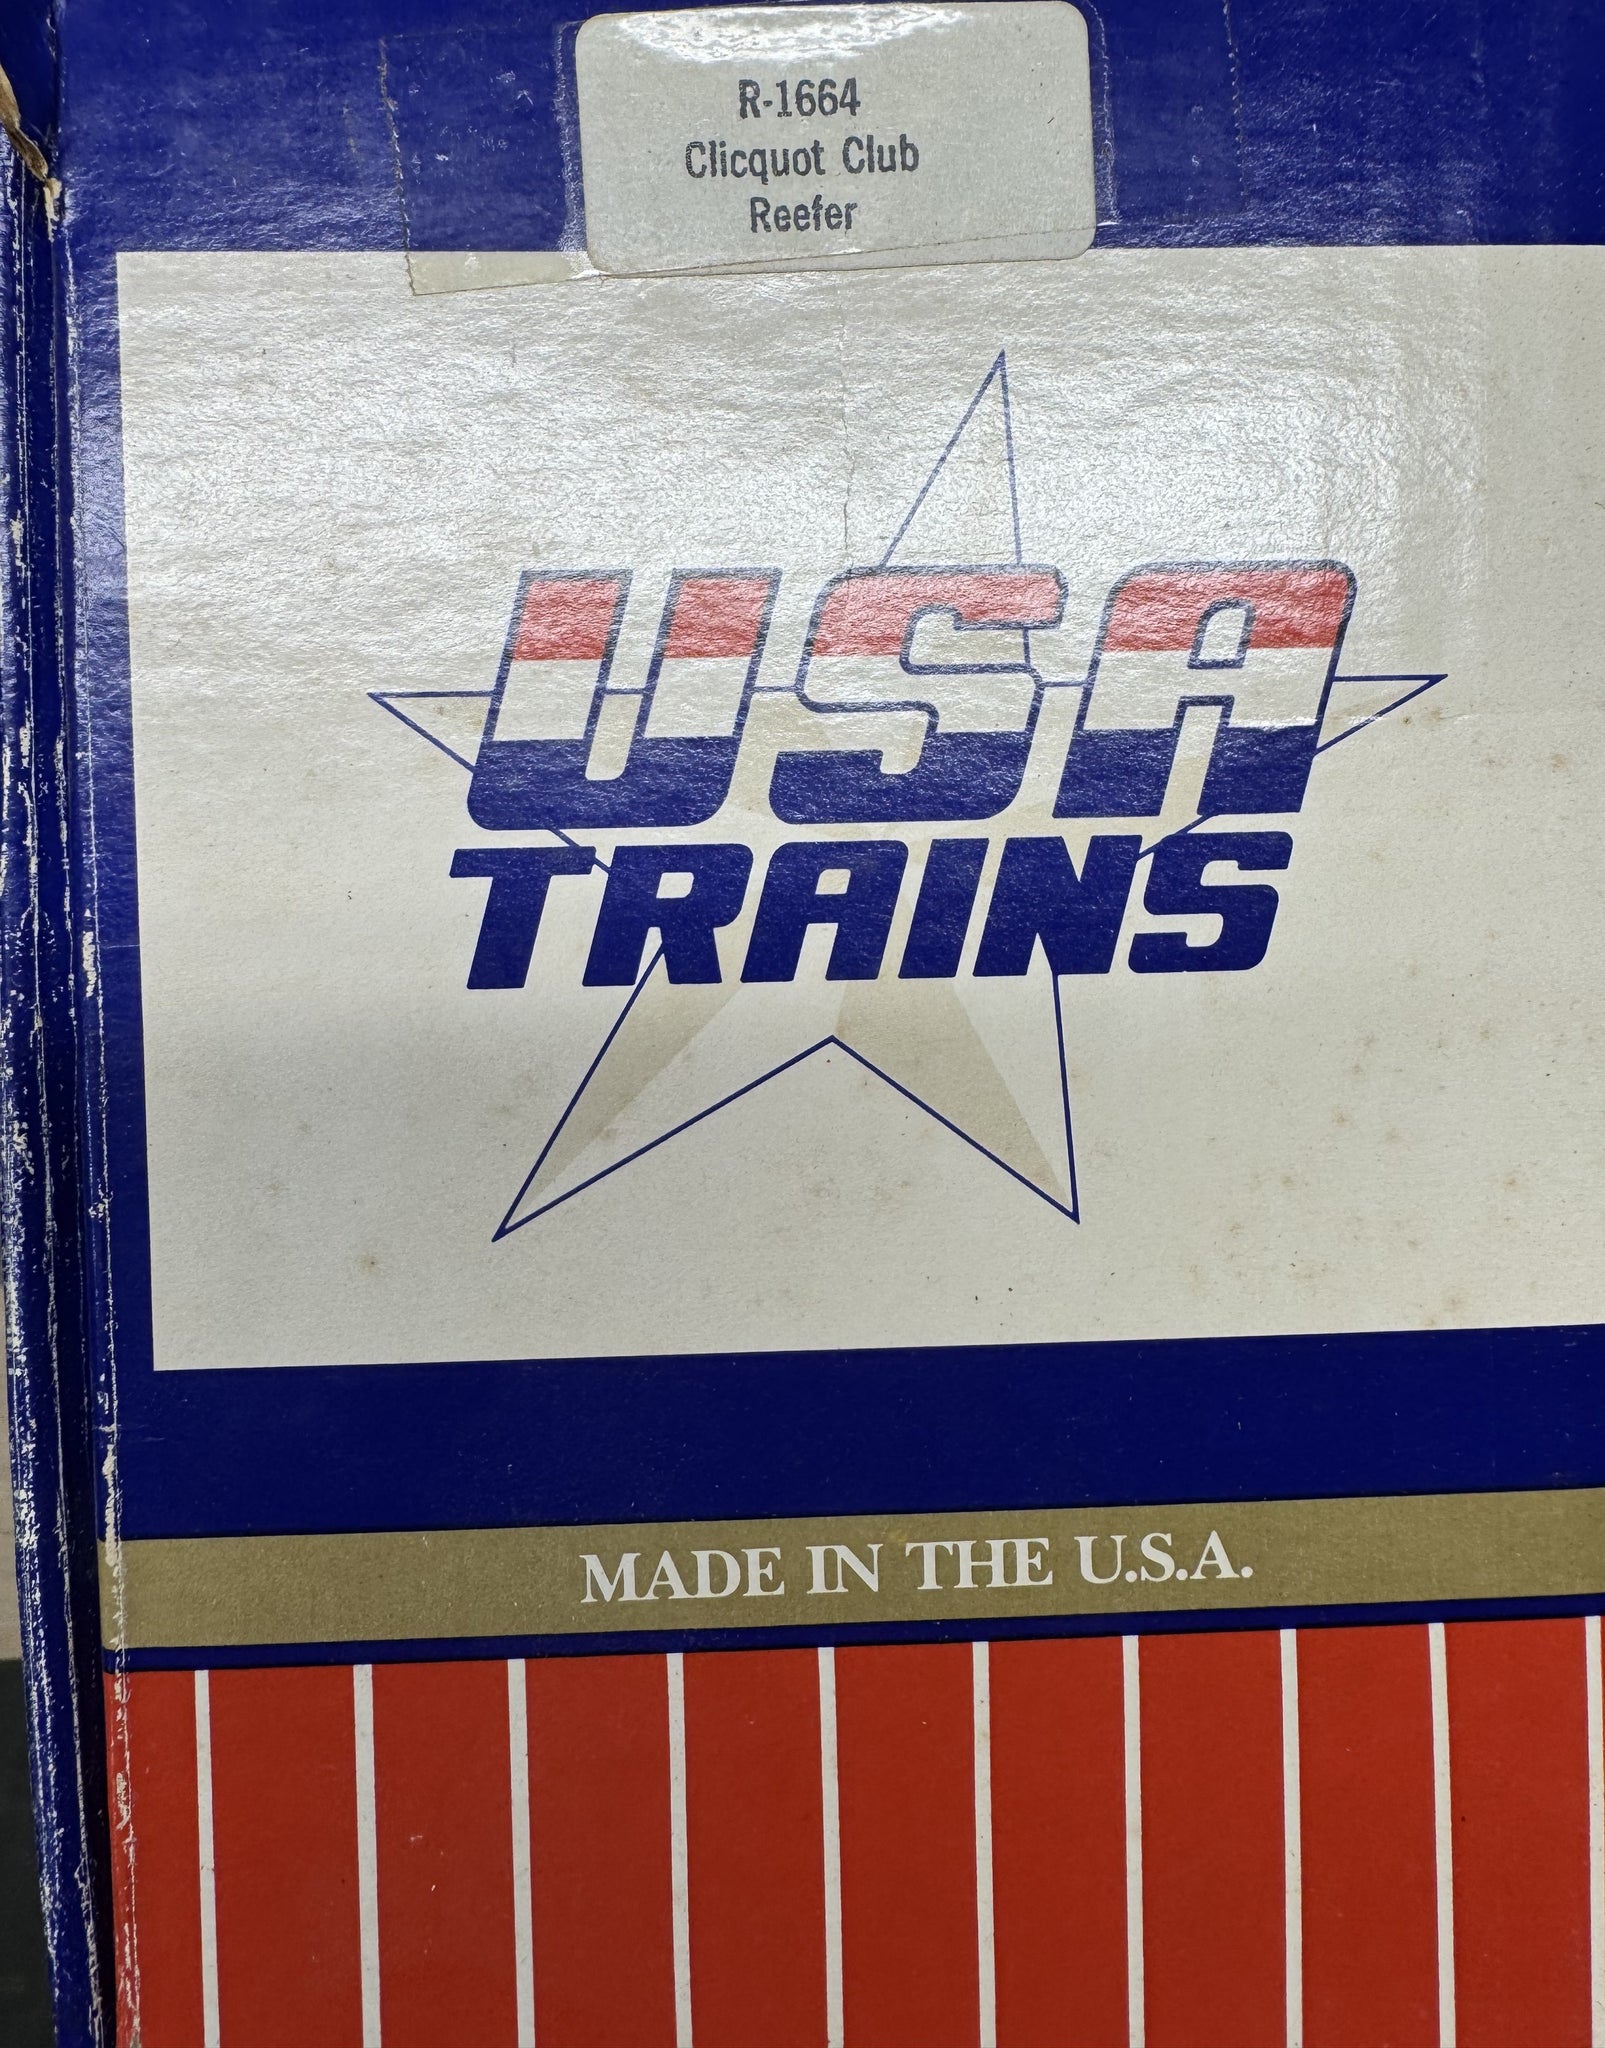 R-1664
Clicquot Club
Reefer
USA
TRAINS
MADE IN THE U.S.A.